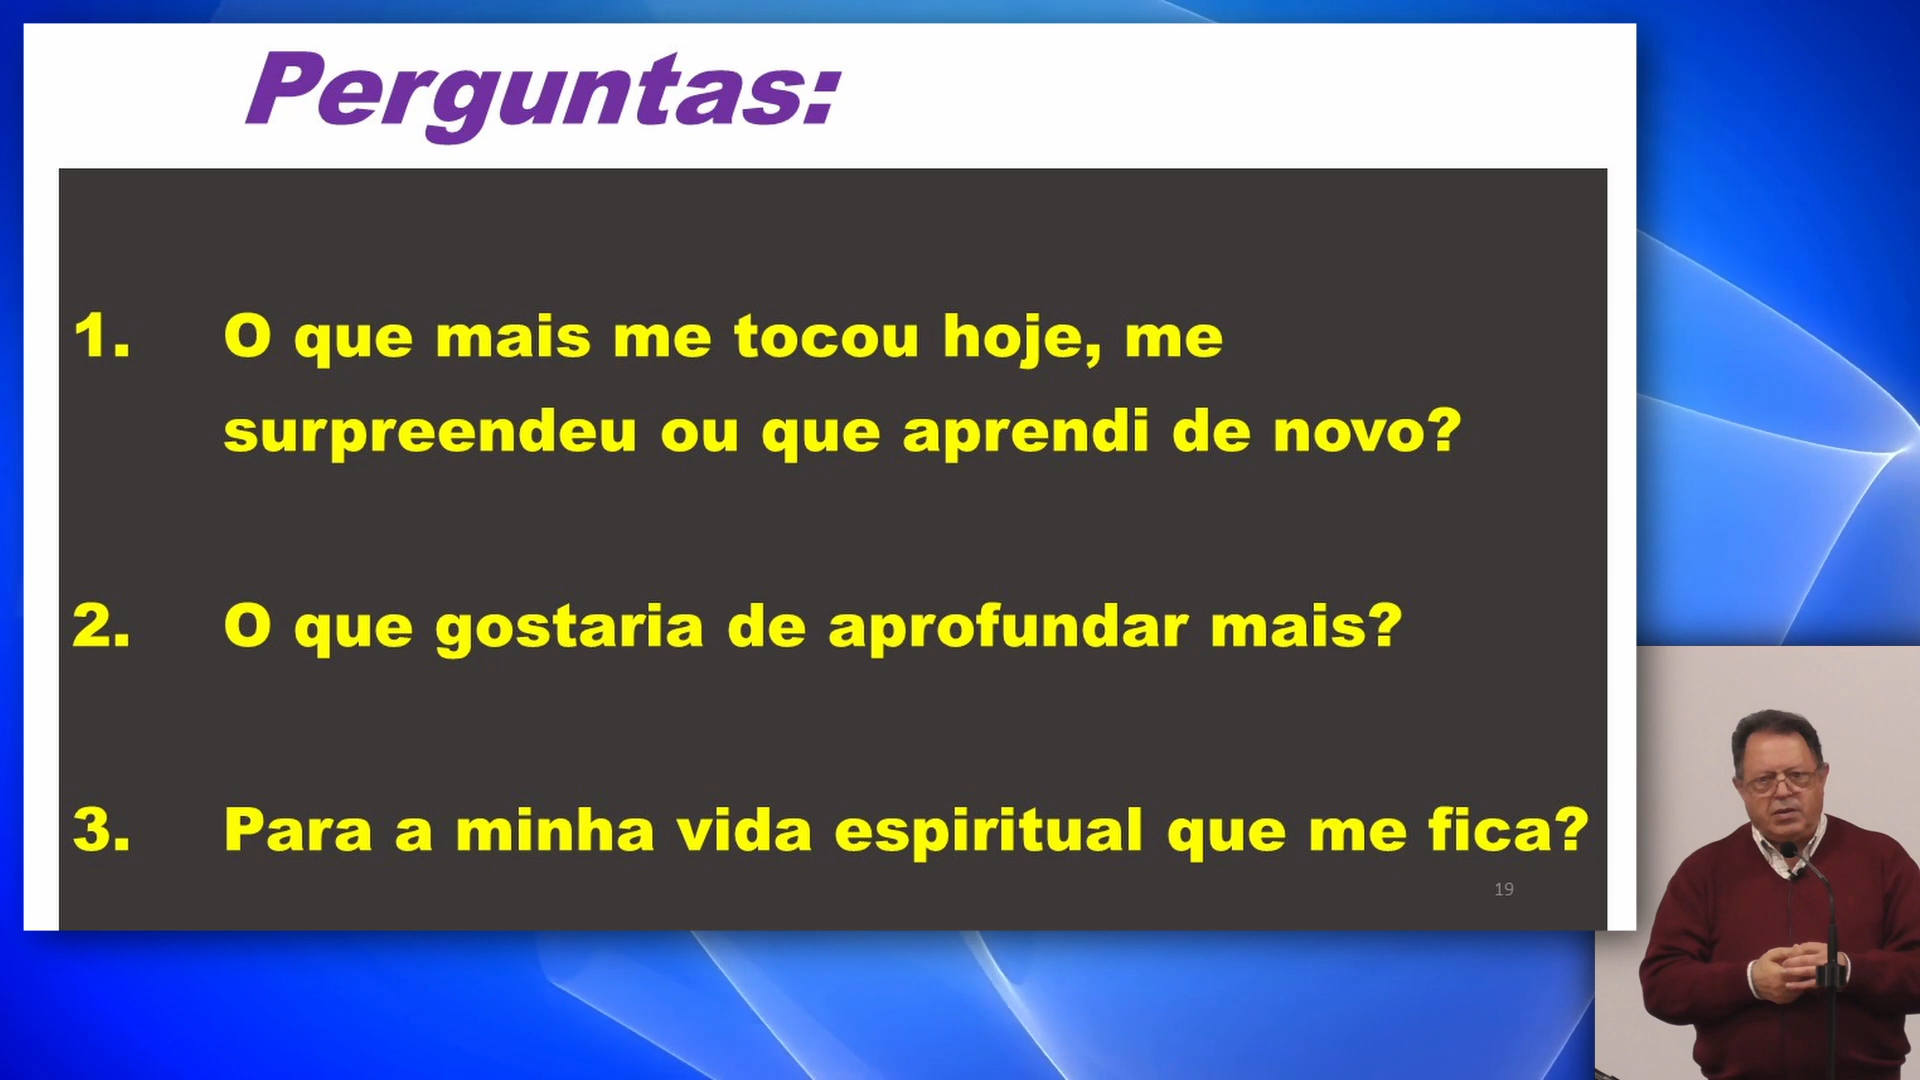 Perguntas:
1. O que mais me tocou hoje, me
surpreendeu ou que aprendi de novo?
2. O que gostaria de aprofundar mais?
3. Para a minha vida espiritual que me fica?
19